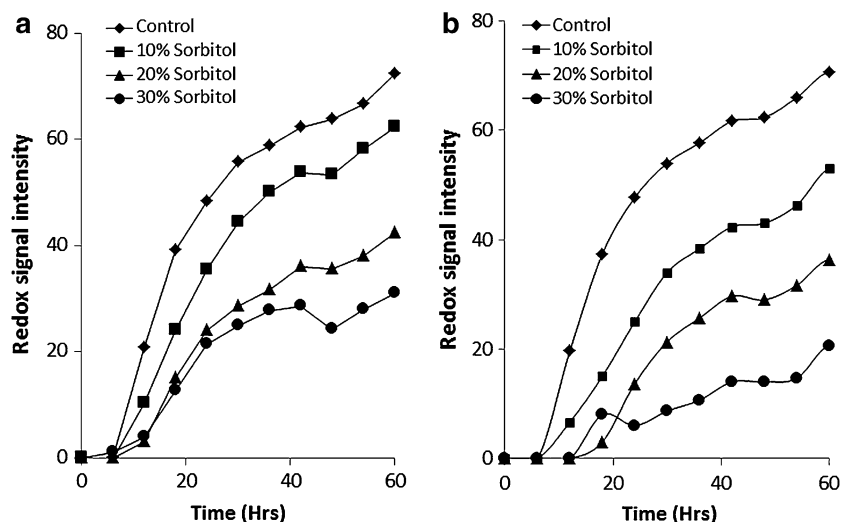 a
Control
10% Sorbitol
20% Sorbitol
30% Sorbitol
Redox signal intensity
80
60
40
20
0
0 20 40 60
Time (Hrs)
b
Control
10% Sorbitol
20% Sorbitol
30% Sorbitol
Redox signal intensity
80
60
40
20
0
0 20 40 60
Time (Hrs)